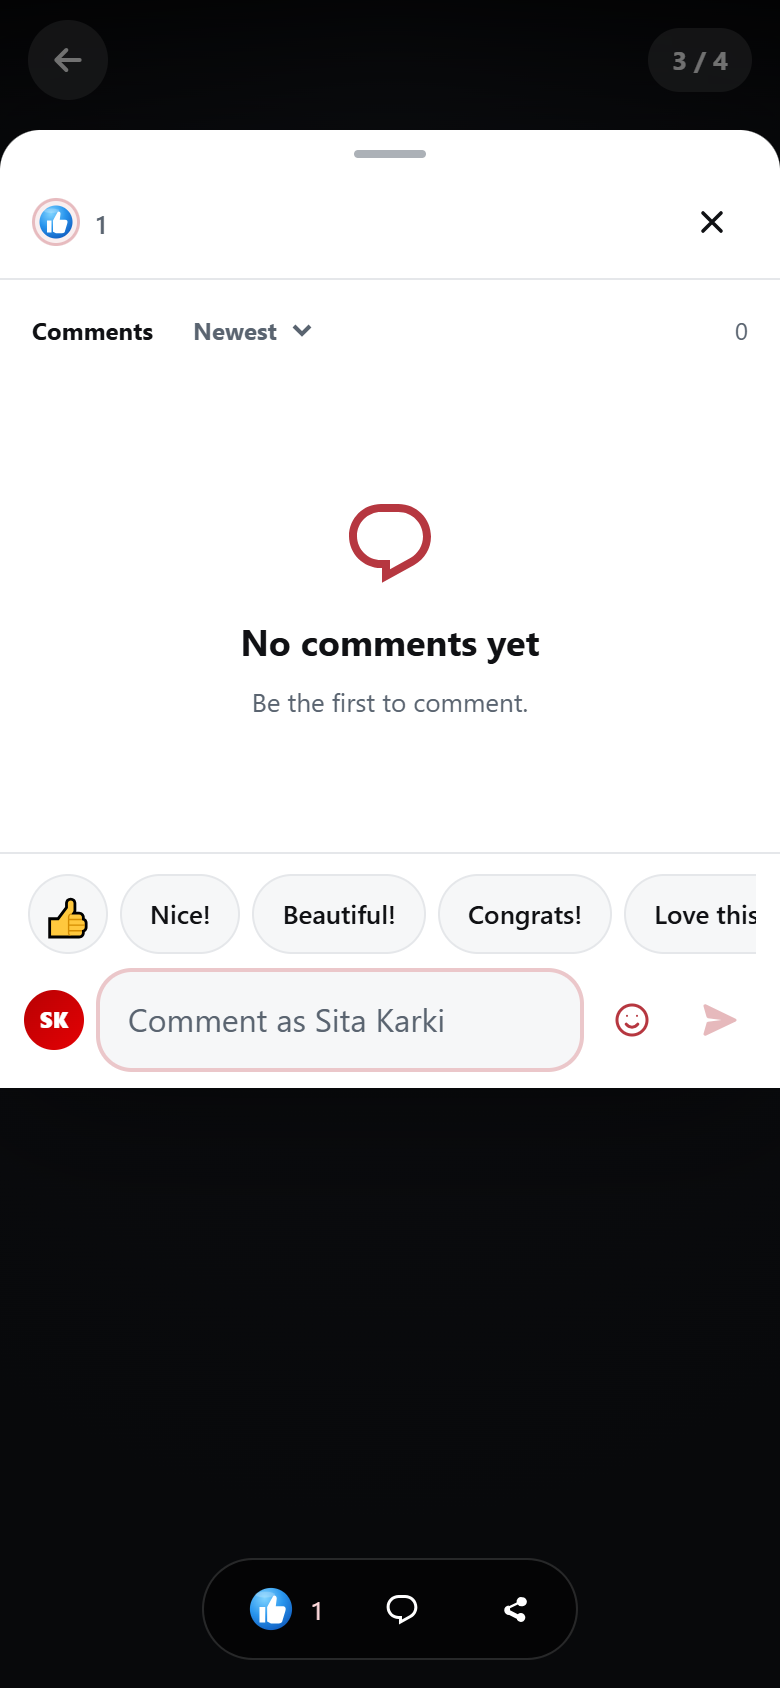 3 / 4
1
Comments Newest 0
No comments yet
Be the first to comment.
Nice! Beautiful! Congrats! Love this
SK Comment as Sita Karki
1